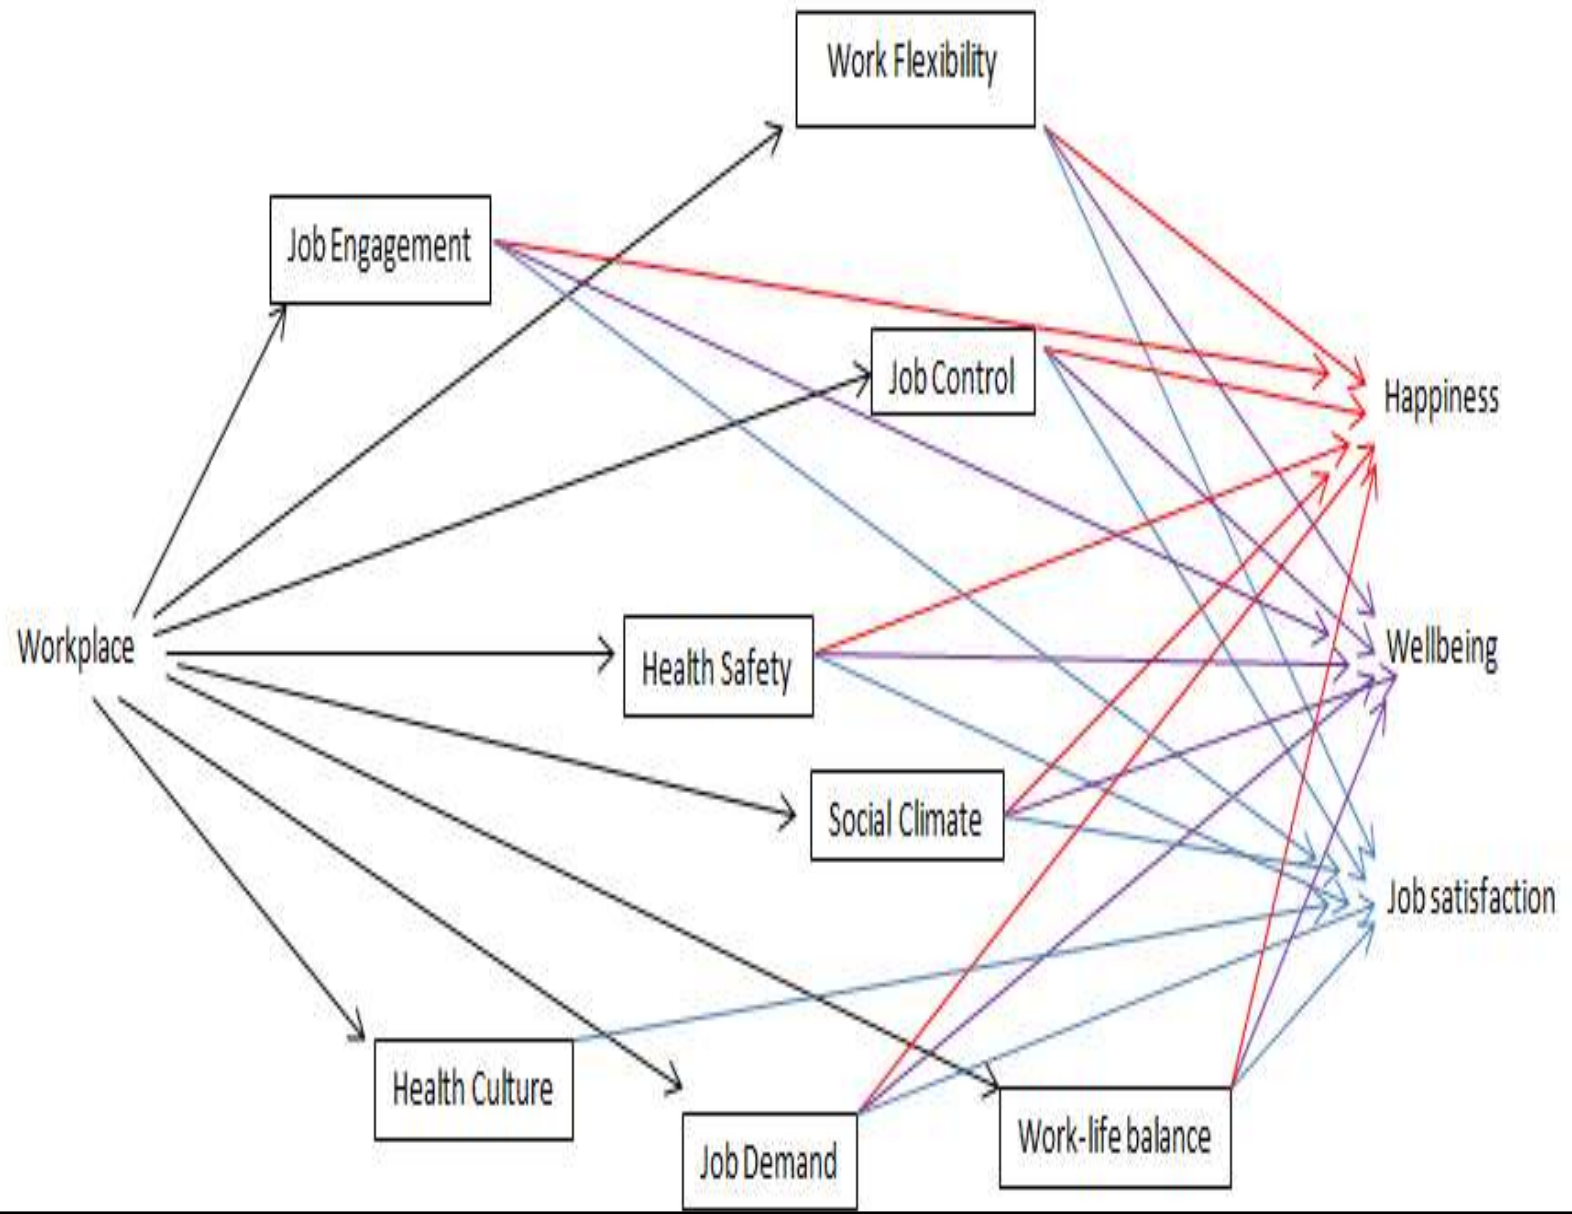 Work Flexibility
Job Engagement
Job Control
Happiness
Workplace
Health Safety
Wellbeing
Social Climate
Job satisfaction
Health Culture
Job Demand
Work-life balance